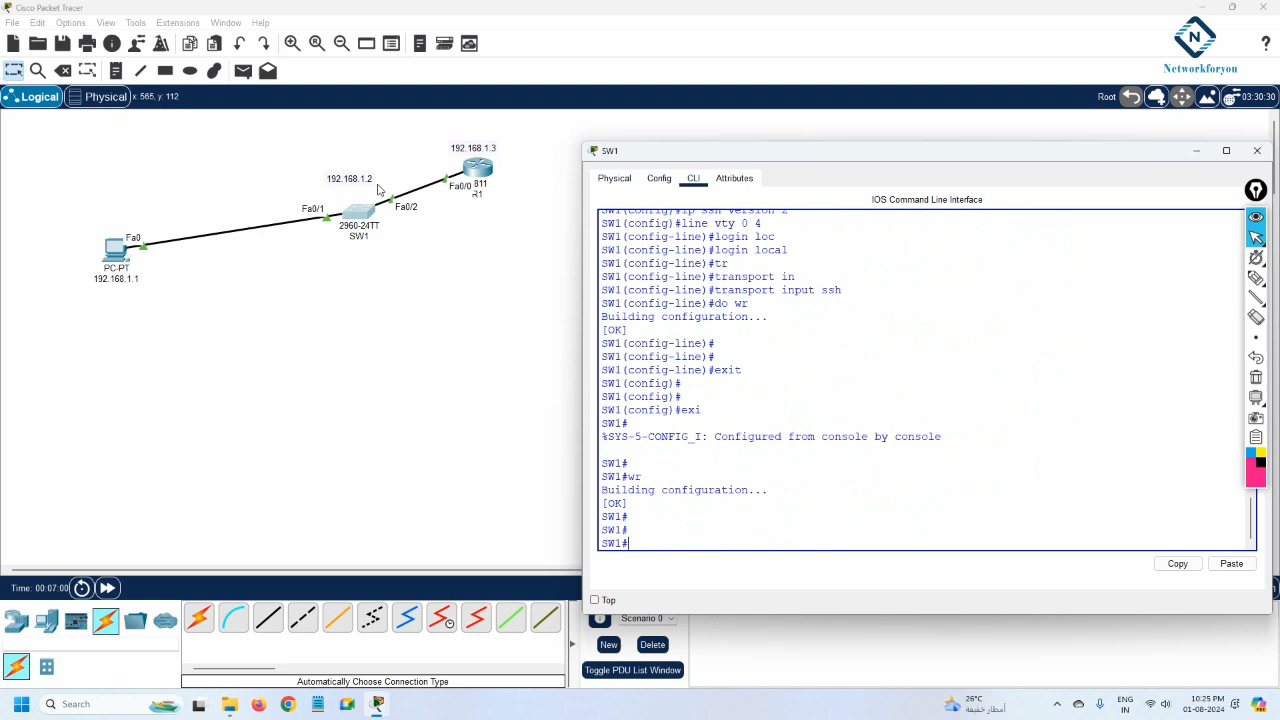 Cisco Packet Tracer
File Edit Options View Tools Extensions Window Help
N
Networkforyou
?
Logical
Physical
x: 565, y: 112
Root
03:30:30
192.168.1.3
192.168.1.2
Fa0/0
811
R1
Fa0/1
Fa0/2
2960-24TT
SW1
Fa0
PC-PT
192.168.1.1
SW1
Physical Config CLI Attributes
IOS Command Line Interface
SW1(config)#ip ssh version 2
SW1(config)#line vty 0 4
SW1(config-line)#login loc
SW1(config-line)#login local
SW1(config-line)#tr
SW1(config-line)#transport in
SW1(config-line)#transport input ssh
SW1(config-line)#do wr
Building configuration...
[OK]
SW1(config-line)#
SW1(config-line)#
SW1(config-line)#exit
SW1(config)#
SW1(config)#
SW1(config)#exi
SW1#
%SYS-5-CONFIG_I: Configured from console by console
SW1#
SW1#wr
Building configuration...
[OK]
SW1#
SW1#
SW1#
Copy
Paste
Top
Time: 00:07:00
Scenario 0
New
Delete
Toggle PDU List Window
Automatically Choose Connection Type
Search
26°C
أمطار خفيفة
ENG
IN
10:25 PM
01-08-2024